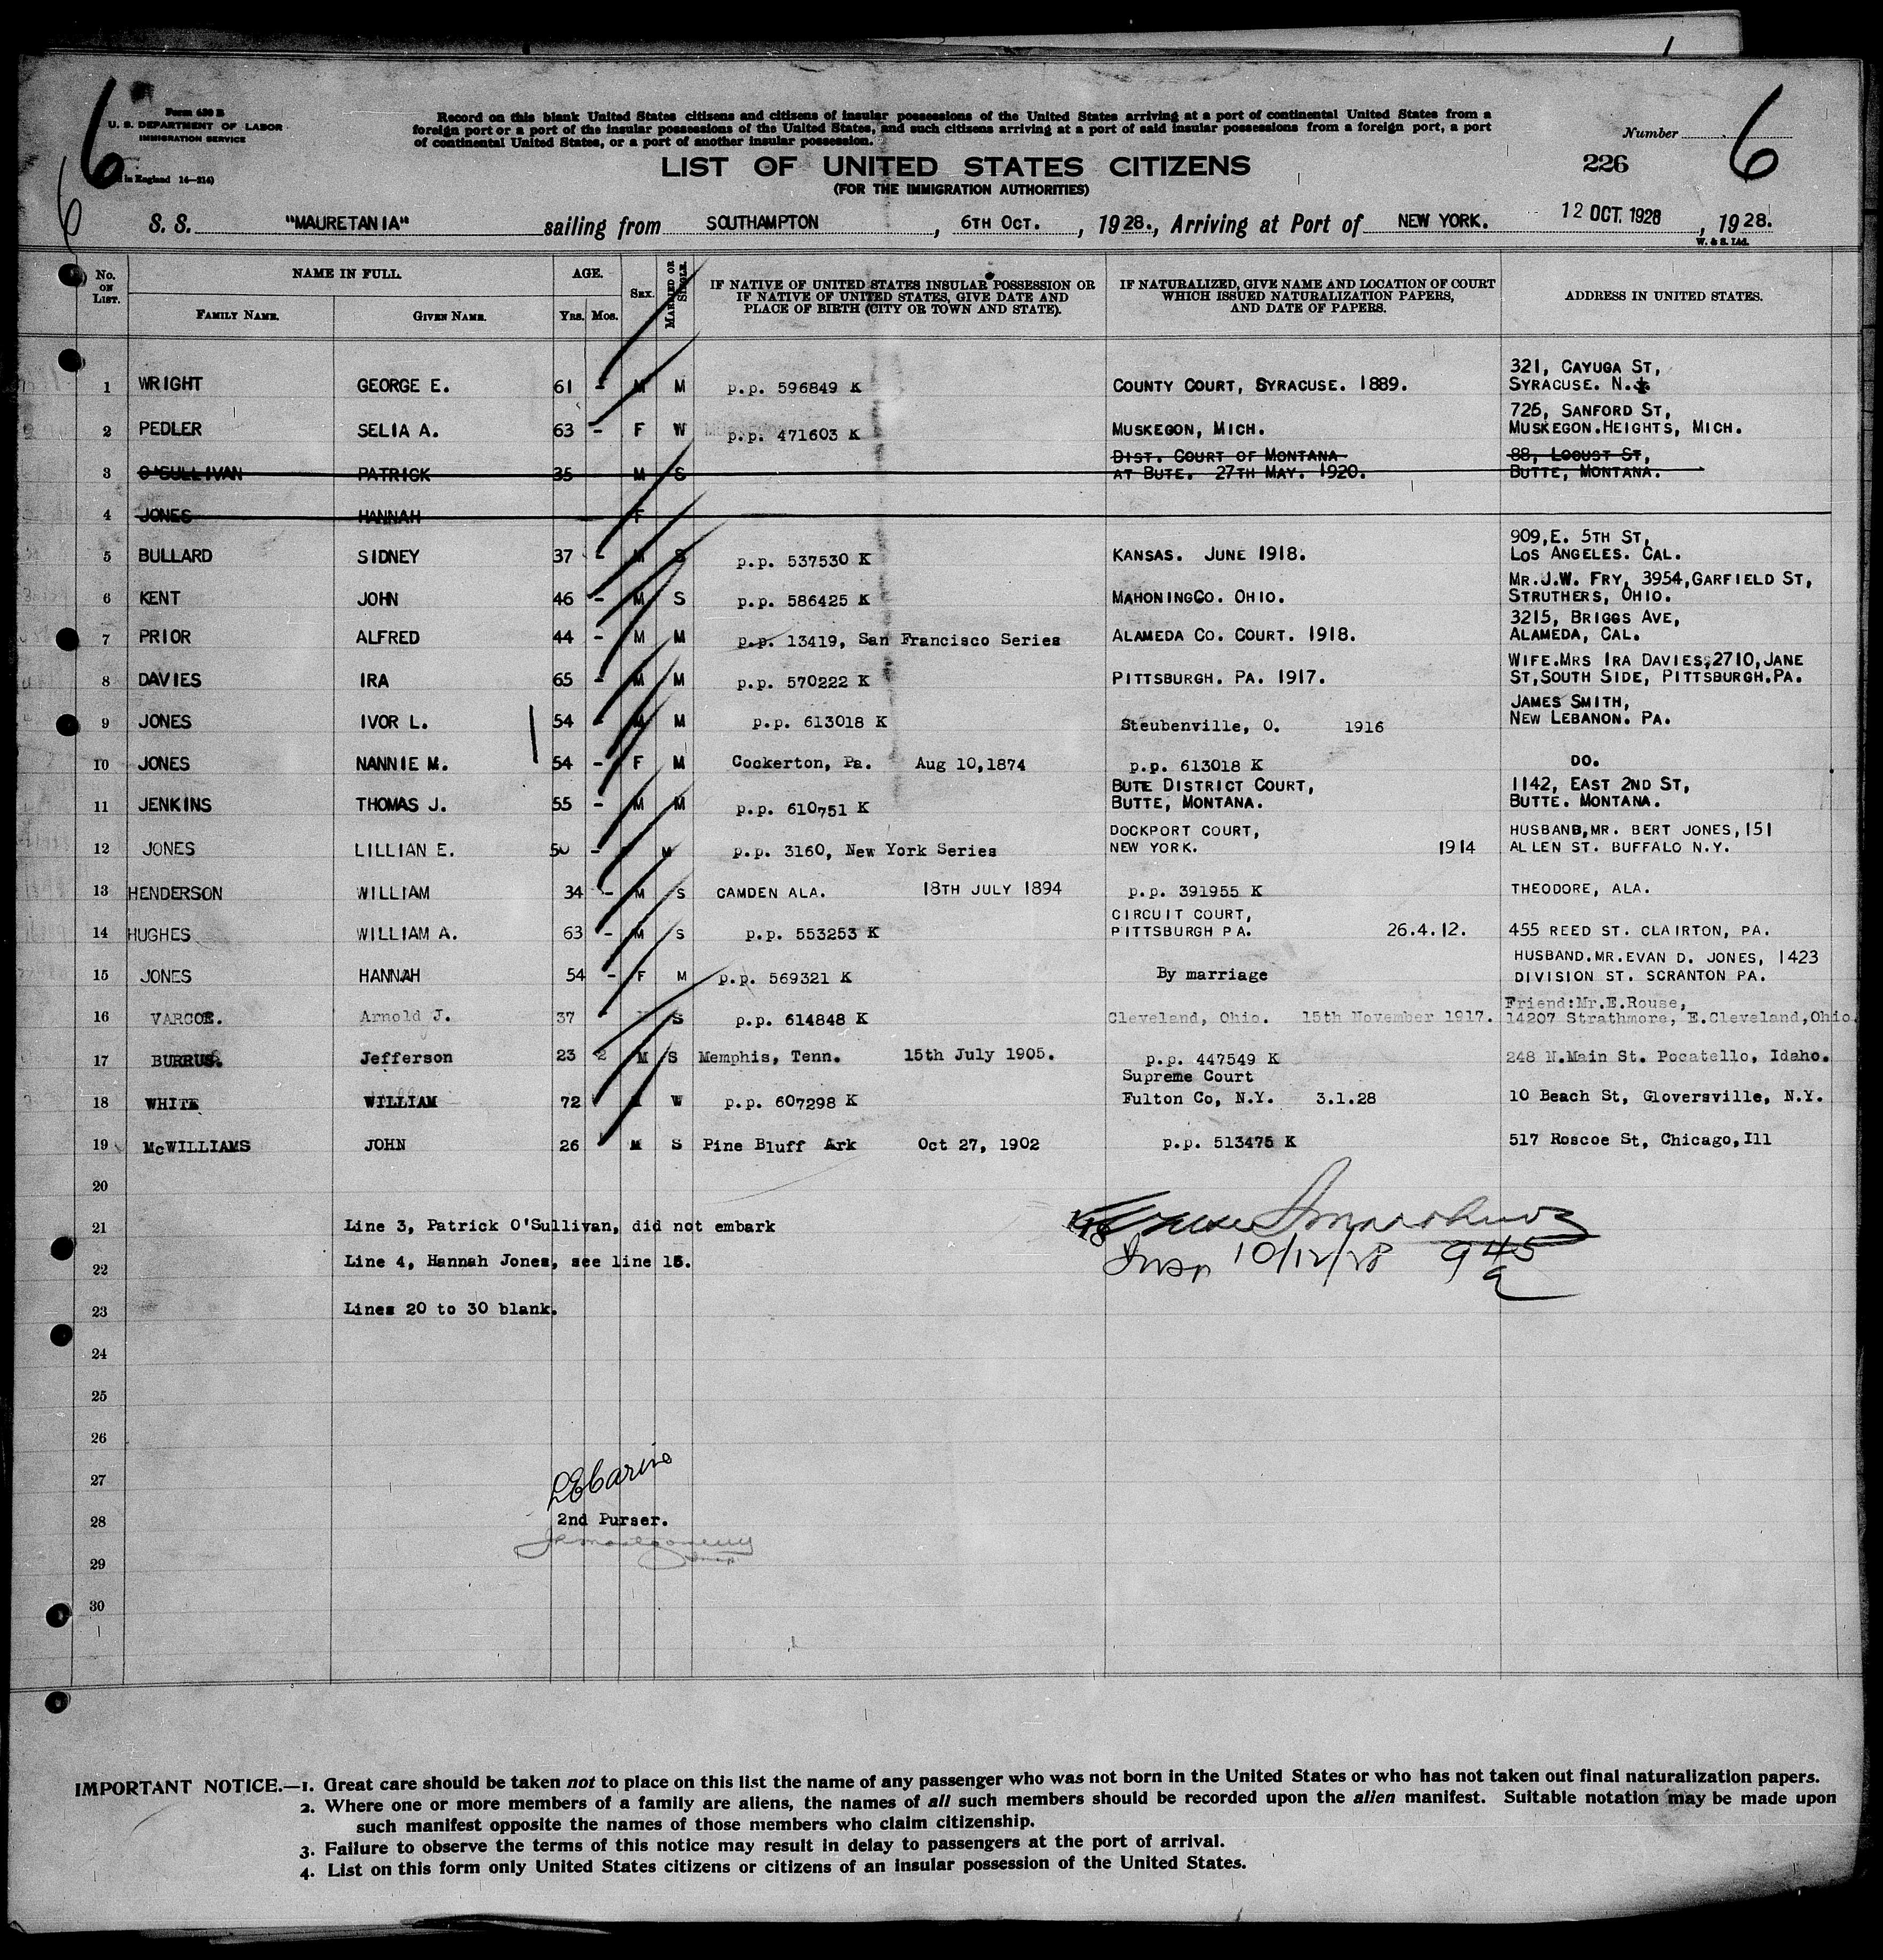 6
Form 630 B
U. S. DEPARTMENT OF LABOR
IMMIGRATION SERVICE
in England 14—214)
Record on this blank United States citizens and citizens of insular possessions of the United States arriving at a port of continental United States from a
foreign port or a port of the insular possessions of the United States, and such citizens arriving at a port of said insular possessions from a foreign port, a port
of continental United States, or a port of another insular possession.
Number 6
LIST OF UNITED STATES CITIZENS
226
(FOR THE IMMIGRATION AUTHORITIES)
6
S. S. "MAURETANIA" sailing from SOUTHAMPTON, 6TH OCT., 1928., Arriving at Port of NEW YORK. 12 OCT. 1928, 1928.
W. & S. Ltd.
No. ON LIST. NAME IN FULL. AGE. SEX. MARRIED OR SINGLE. IF NATIVE OF UNITED STATES INSULAR POSSESSION OR IF NATIVE OF UNITED STATES, GIVE DATE AND PLACE OF BIRTH (CITY OR TOWN AND STATE). IF NATURALIZED, GIVE NAME AND LOCATION OF COURT WHICH ISSUED NATURALIZATION PAPERS, AND DATE OF PAPERS. ADDRESS IN UNITED STATES.
FAMILY NAME. GIVEN NAME. YRS. MOS.
321, CAYUGA ST,
1 WRIGHT GEORGE E. 61 - M M p.p. 596849 K COUNTY COURT, SYRACUSE. 1889. SYRACUSE. N.Y.
725, SANFORD ST,
2 PEDLER SELIA A. 63 - F W p.p. 471603 K MUSKEGON, MICH. MUSKEGON.HEIGHTS, MICH.
DIST. COURT OF MONTANA 88, LOCUST ST,
3 O'SULLIVAN PATRICK 35 M S AT BUTE. 27TH MAY. 1920. BUTTE, MONTANA.
4 JONES HANNAH F
909,E. 5TH ST,
5 BULLARD SIDNEY 37 - M S p.p. 537530 K KANSAS. JUNE 1918. LOS ANGELES. CAL.
MR.J.W. FRY, 3954,GARFIELD ST,
6 KENT JOHN 46 - M S p.p. 586425 K MAHONINGCO. OHIO. STRUTHERS, OHIO.
3215, BRIGGS AVE,
7 PRIOR ALFRED 44 - M M p.p. 13419, San Francisco Series ALAMEDA CO. COURT. 1918. ALAMEDA, CAL.
WIFE.MRS IRA DAVIES,2710,JANE
8 DAVIES IRA 65 - M M p.p. 570222 K PITTSBURGH. PA. 1917. ST,SOUTH SIDE, PITTSBURGH.PA.
JAMES SMITH,
9 JONES IVOR L. 54 - M M p.p. 613018 K Steubenville, O. 1916 NEW LEBANON. PA.
10 JONES NANNIE M. 54 - F M Cockerton, Pa. Aug 10,1874 p.p. 613018 K DO.
BUTE DISTRICT COURT, 1142, EAST 2ND ST,
11 JENKINS THOMAS J. 55 - M M p.p. 610751 K BUTTE, MONTANA. BUTTE. MONTANA.
DOCKPORT COURT, HUSBAND,MR. BERT JONES,151
12 JONES LILLIAN E. 50 - M p.p. 3160, New York Series NEW YORK. 1914 ALLEN ST. BUFFALO N.Y.
13 HENDERSON WILLIAM 34 - M S CAMDEN ALA. 18TH JULY 1894 p.p. 391955 K THEODORE, ALA.
CIRCUIT COURT,
14 HUGHES WILLIAM A. 63 - M S p.p. 553253 K PITTSBURGH PA. 26.4.12. 455 REED ST. CLAIRTON, PA.
HUSBAND.MR.EVAN D. JONES, 1423
15 JONES HANNAH 54 - F M p.p. 569321 K By marriage DIVISION ST. SCRANTON PA.
Friend:Mr.E.Rouse,
16 VARCOE. Arnold J. 37 S p.p. 614848 K Cleveland, Ohio. 15th November 1917. 14207 Strathmore, E.Cleveland,Ohio.
17 BURRUS. Jefferson 23 2 M S Memphis, Tenn. 15th July 1905. p.p. 447549 K 248 N.Main St. Pocatello, Idaho.
Supreme Court
18 WHITE WILLIAM 72 W p.p. 607298 K Fulton Co, N.Y. 3.1.28 10 Beach St, Gloversville, N.Y.
19 McWILLIAMS JOHN 26 M S Pine Bluff Ark Oct 27, 1902 p.p. 513475 K 517 Roscoe St, Chicago,Ill
20
21 Line 3, Patrick O'Sullivan, did not embark
22 Line 4, Hannah Jones, see line 15.
Insp 10/12/28 9 45 a
23 Lines 20 to 30 blank.
24
25
26
27
28 2nd Purser.
29
30
IMPORTANT NOTICE.—1. Great care should be taken not to place on this list the name of any passenger who was not born in the United States or who has not taken out final naturalization papers.
2. Where one or more members of a family are aliens, the names of all such members should be recorded upon the alien manifest. Suitable notation may be made upon
such manifest opposite the names of those members who claim citizenship.
3. Failure to observe the terms of this notice may result in delay to passengers at the port of arrival.
4. List on this form only United States citizens or citizens of an insular possession of the United States.